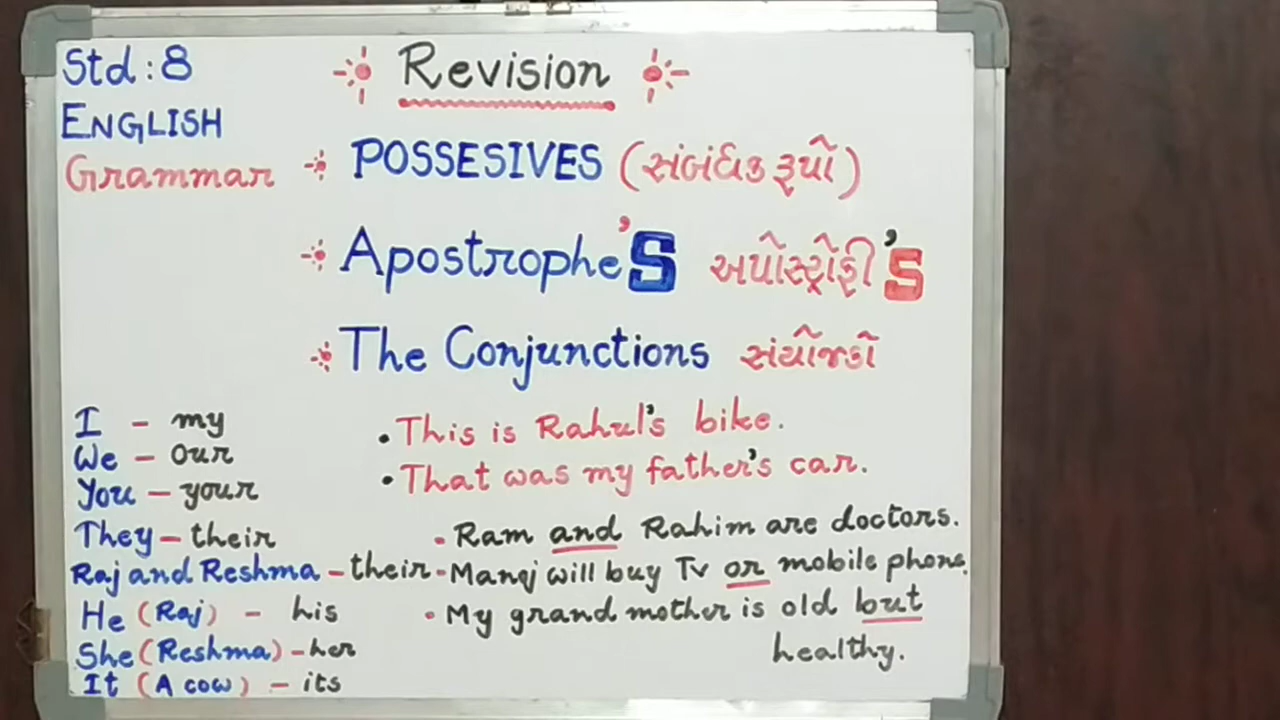 Std : 8
Revision
ENGLISH
Grammar
POSSESIVES (સંબંધક રૂપો)
Apostrophe's અપોસ્ટ્રોફી's
The Conjunctions સંયોજકો
I - my
We - our
You - your
They - their
Raj and Reshma - their
He (Raj) - his
She (Reshma) - her
It (A cow) - its
• This is Rahul's bike.
• That was my father's car.
• Ram and Rahim are doctors.
• Manoj will buy Tv or mobile phone.
• My grand mother is old but
healthy.